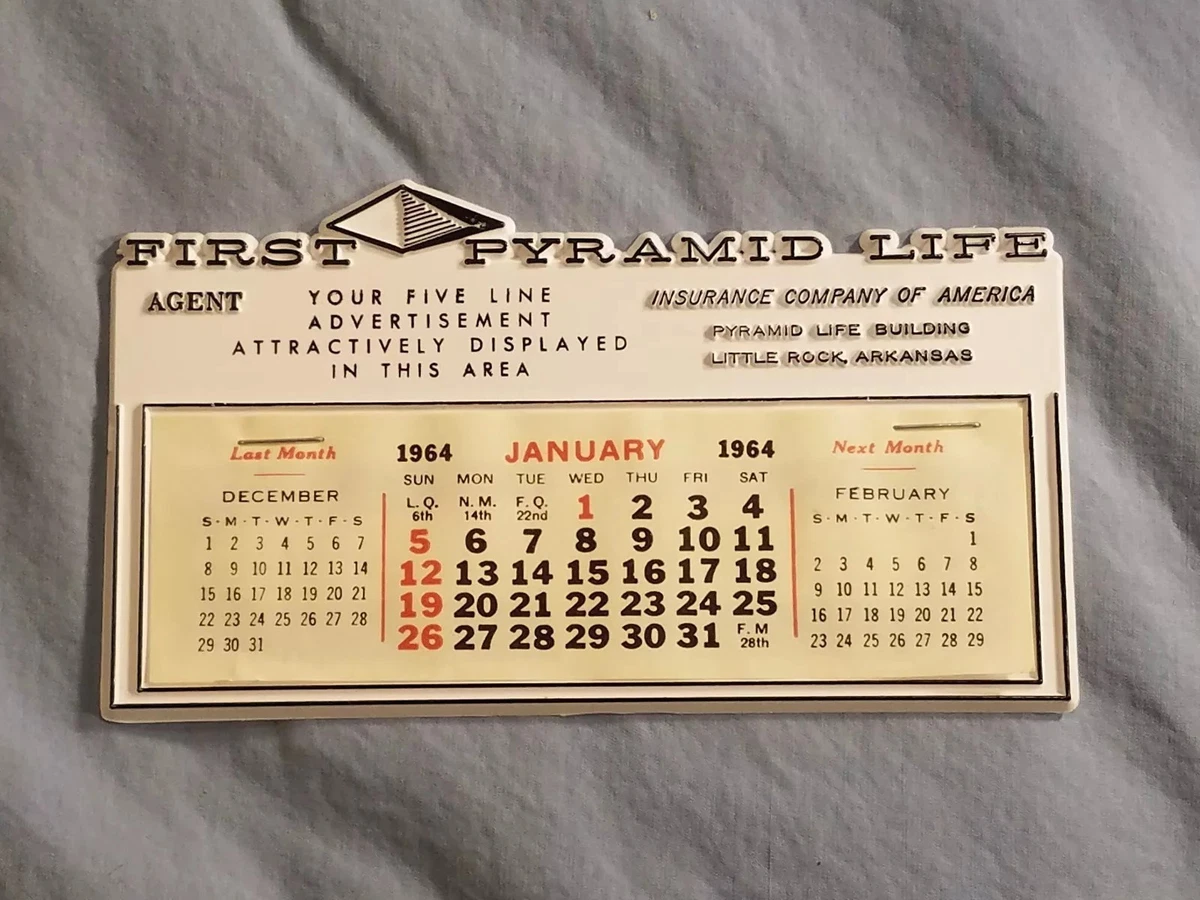 FIRST PYRAMID LIFE
AGENT
YOUR FIVE LINE
ADVERTISEMENT
ATTRACTIVELY DISPLAYED
IN THIS AREA
INSURANCE COMPANY OF AMERICA
PYRAMID LIFE BUILDING
LITTLE ROCK, ARKANSAS
Last Month
DECEMBER
S · M · T · W · T · F · S
1 2 3 4 5 6 7
8 9 10 11 12 13 14
15 16 17 18 19 20 21
22 23 24 25 26 27 28
29 30 31
1964 JANUARY 1964
SUN MON TUE WED THU FRI SAT
L. Q. 6th N. M. 14th F. Q. 22nd 1 2 3 4
5 6 7 8 9 10 11
12 13 14 15 16 17 18
19 20 21 22 23 24 25
26 27 28 29 30 31 F. M 28th
Next Month
FEBRUARY
S · M · T · W · T · F · S
1
2 3 4 5 6 7 8
9 10 11 12 13 14 15
16 17 18 19 20 21 22
23 24 25 26 27 28 29